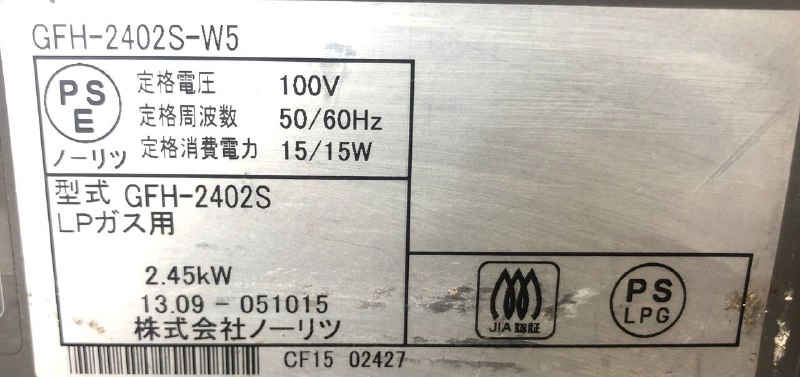 GFH-2402S-W5
PS
E
ノーリツ
定格電圧 100V
定格周波数 50/60Hz
定格消費電力 15/15W
型式 GFH-2402S
LPガス用
2.45kW
13.09-051015
株式会社ノーリツ
JIA認証
PS
LPG
CF15 02427